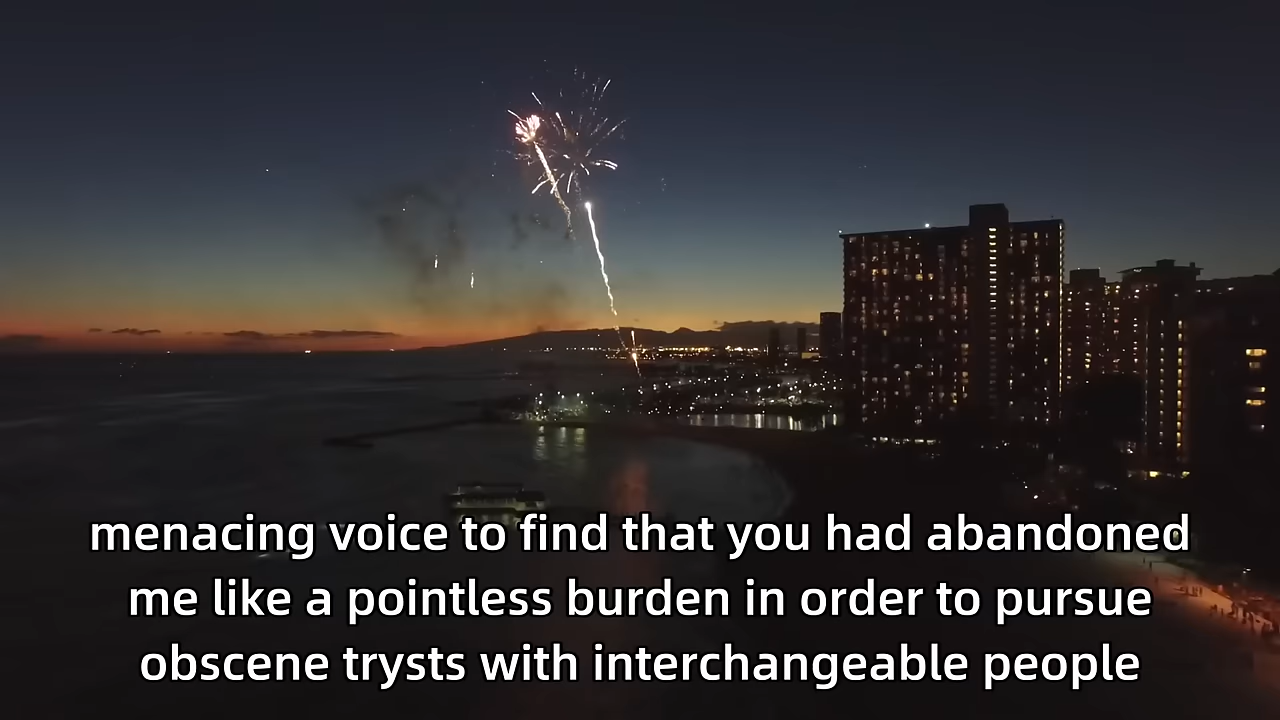 menacing voice to find that you had abandoned
me like a pointless burden in order to pursue
obscene trysts with interchangeable people